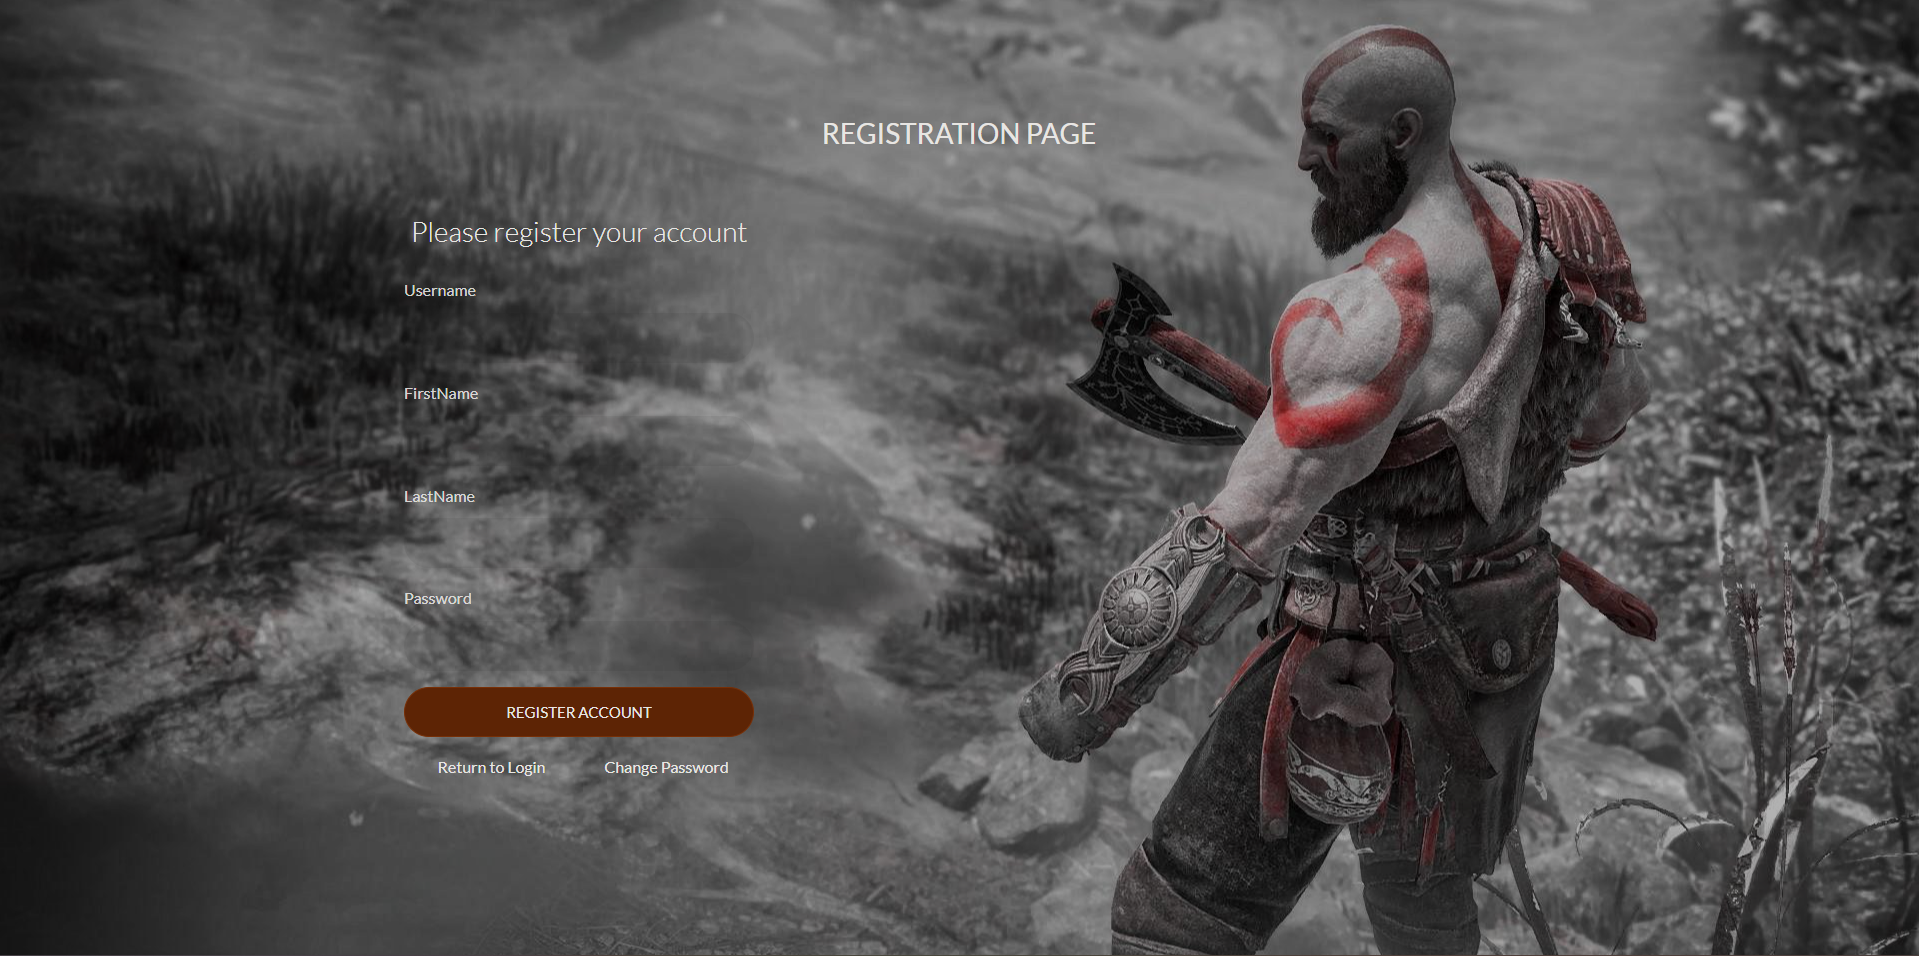 REGISTRATION PAGE
Please register your account
Username
FirstName
LastName
Password
REGISTER ACCOUNT
Return to Login
Change Password